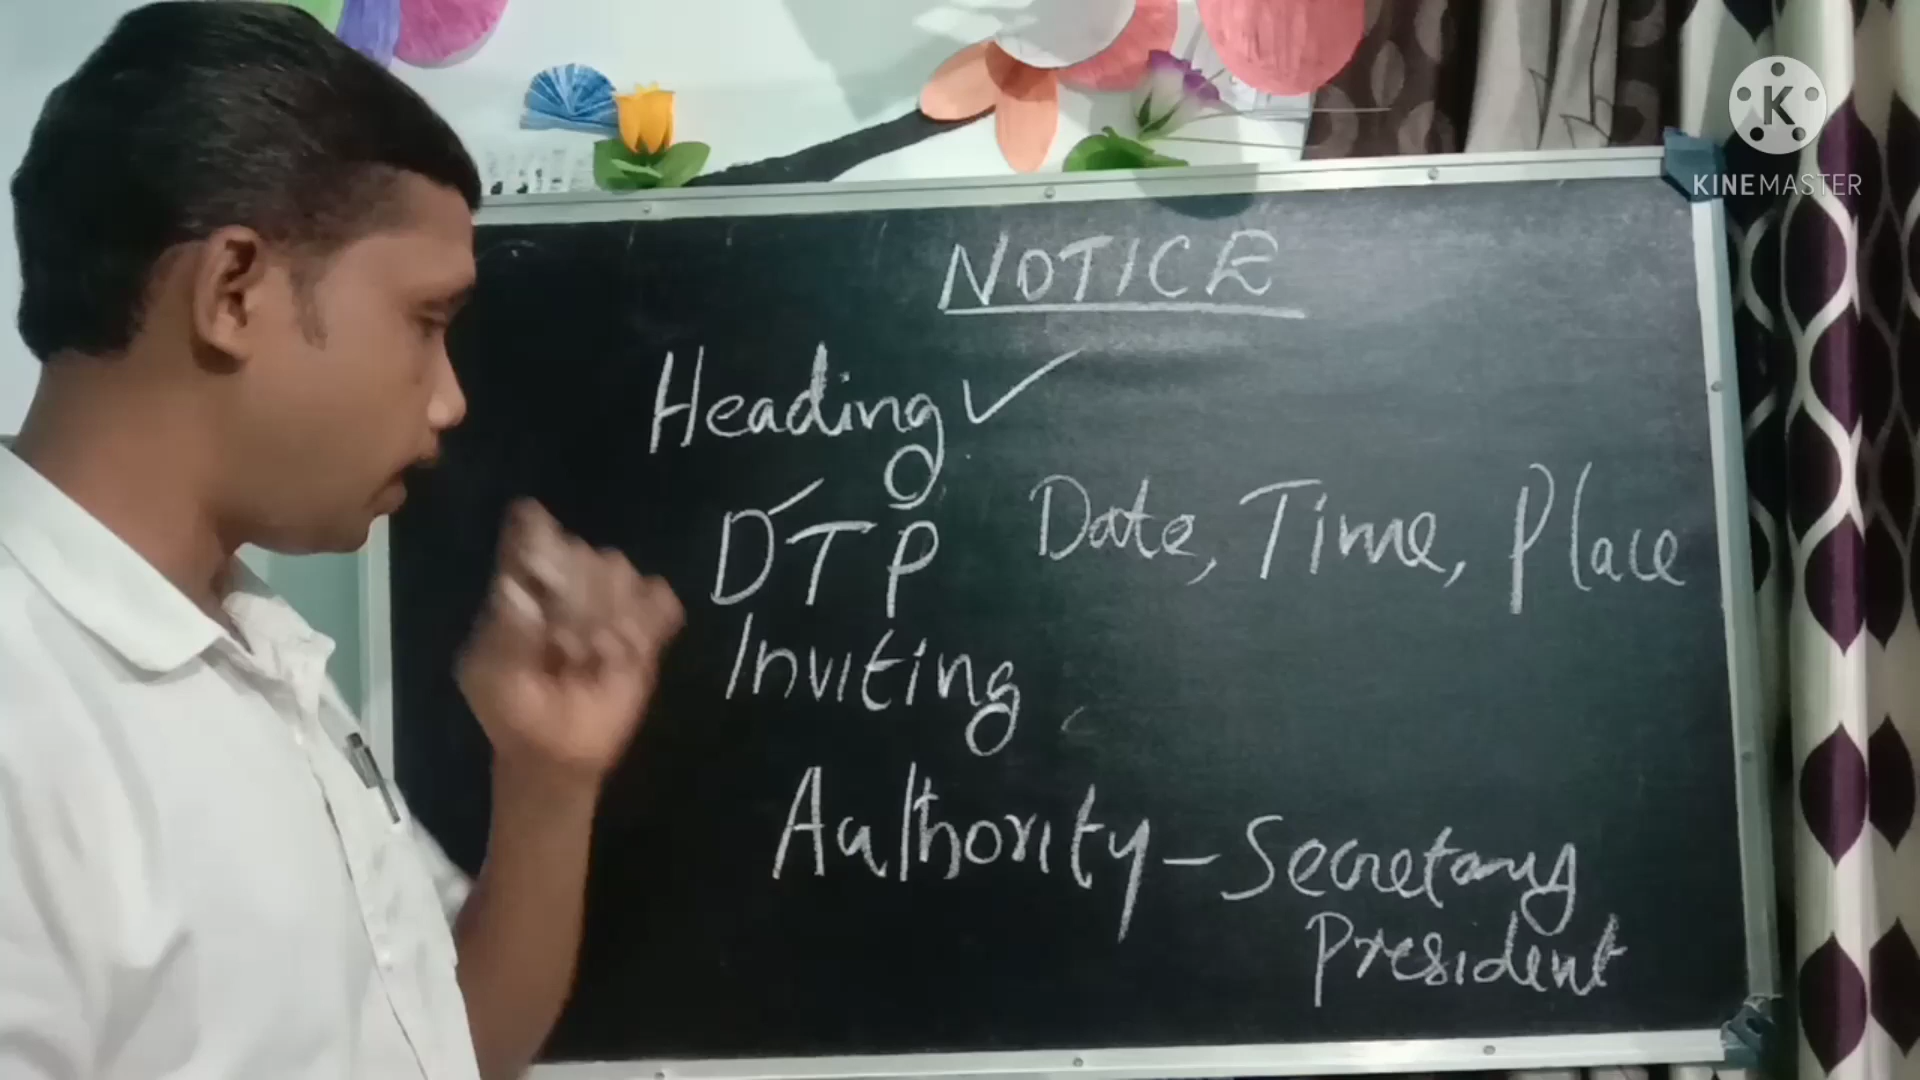 NOTICE
Heading ✓
DTP Date, Time, Place
Inviting
Authority - Secretary
President
K
KINEMASTER